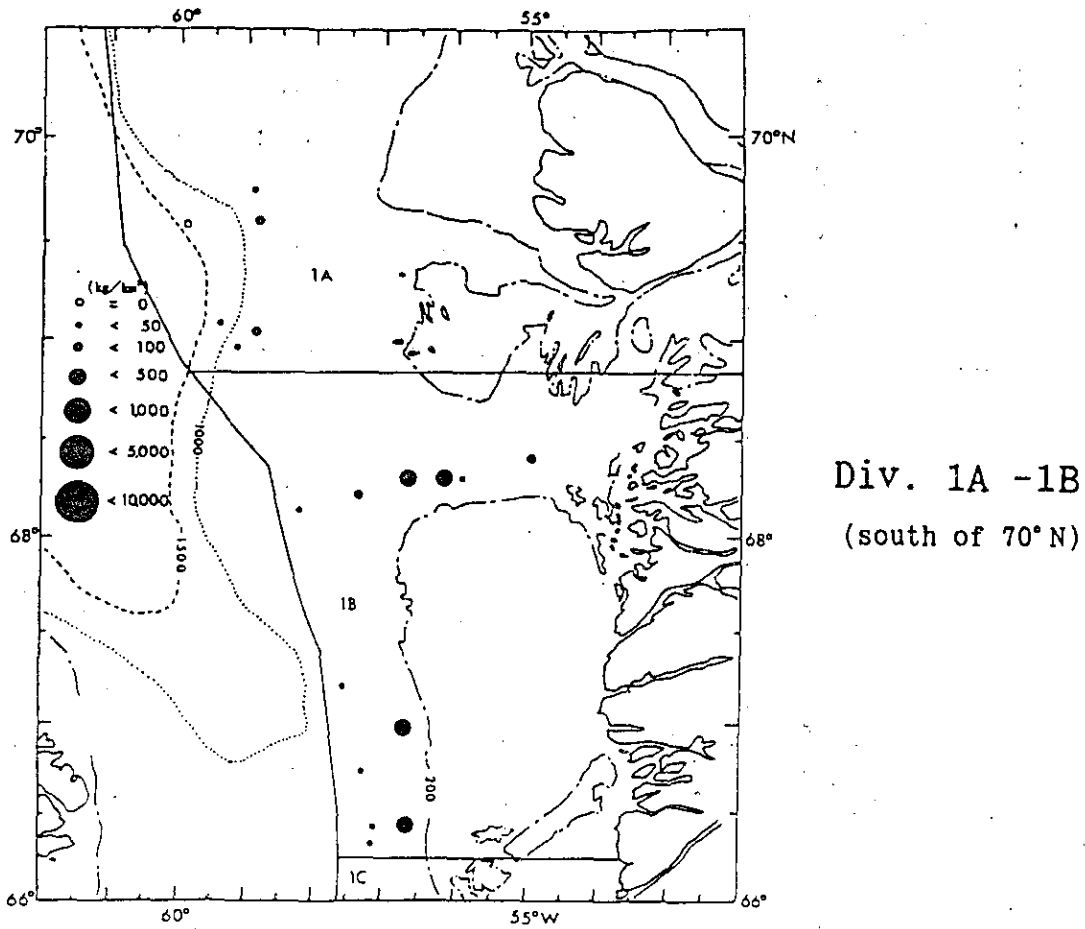 60°
55°
70°
70°N
1A
(kg/km²)
= 0
< 50
< 100
< 500
< 1,000
< 5,000
< 10,000
1000
1500
Div. 1A -1B
(south of 70°N)
68°
68°
1B
200
1C
66°
66°
60°
55°W